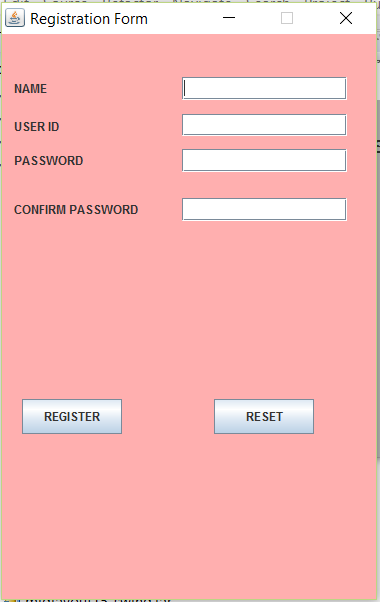 Registration Form
NAME
USER ID
PASSWORD
CONFIRM PASSWORD
REGISTER RESET